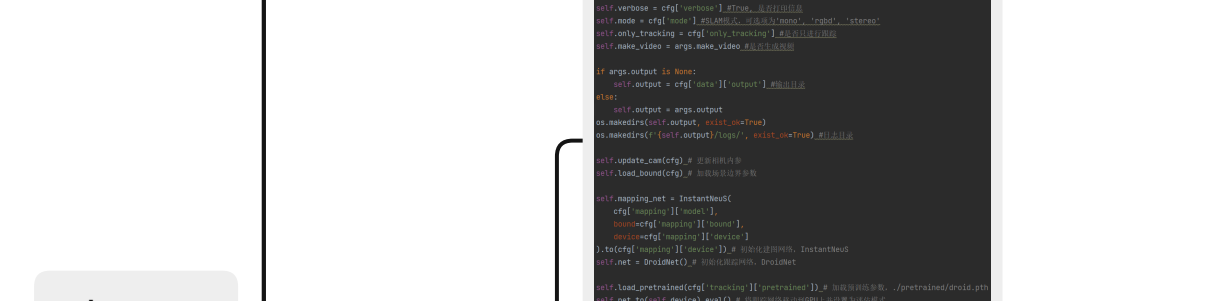 self.verbose = cfg['verbose'] #True, 是否打印信息
self.mode = cfg['mode'] #SLAM模式，可选项为'mono', 'rgbd', 'stereo'
self.only_tracking = cfg['only_tracking'] #是否只进行跟踪
self.make_video = args.make_video #是否生成视频
if args.output is None:
self.output = cfg['data']['output'] #输出目录
else:
self.output = args.output
os.makedirs(self.output, exist_ok=True)
os.makedirs(f'{self.output}/logs/', exist_ok=True) #日志目录
self.update_cam(cfg) # 更新相机内参
self.load_bound(cfg) # 加载场景边界参数
self.mapping_net = InstantNeuS(
cfg['mapping']['model'],
bound=cfg['mapping']['bound'],
device=cfg['mapping']['device']
).to(cfg['mapping']['device']) # 初始化建图网络，InstantNeuS
self.net = DroidNet() # 初始化跟踪网络，DroidNet
self.load_pretrained(cfg['tracking']['pretrained']) # 加载预训练参数，./pretrained/droid.pth
self.net.to(self.device).eval() #